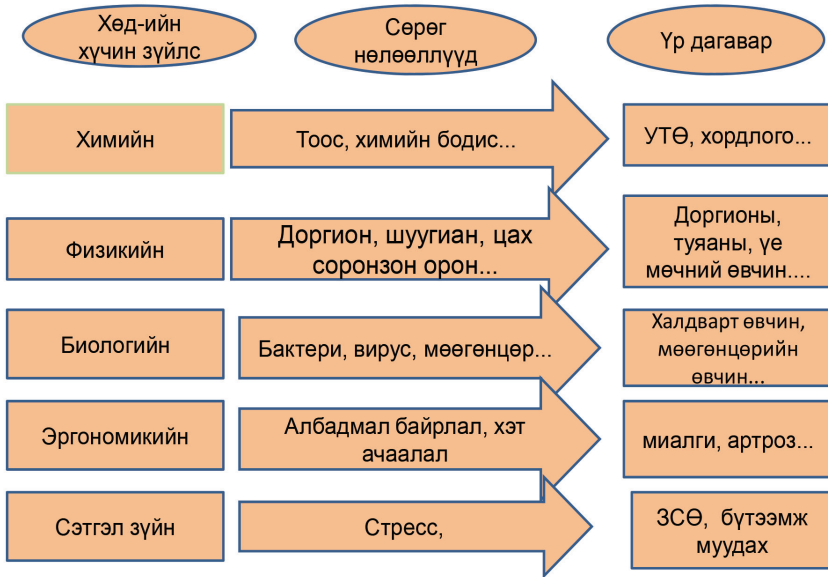 Хөд-ийн
хүчин зүйлс
Сөрөг
нөлөөллүүд
Үр дагавар
Химийн
Тоос, химийн бодис...
УТӨ, хордлого...
Физикийн
Доргион, шуугиан, цах
соронзон орон...
Доргионы,
туяаны, үе
мөчний өвчин....
Биологийн
Бактери, вирус, мөөгөнцөр...
Халдварт өвчин,
мөөгөнцөрийн
өвчин...
Эргономикийн
Албадмал байрлал, хэт
ачаалал
миалги, артроз...
Сэтгэл зүйн
Стресс,
ЗСӨ, бүтээмж
муудах